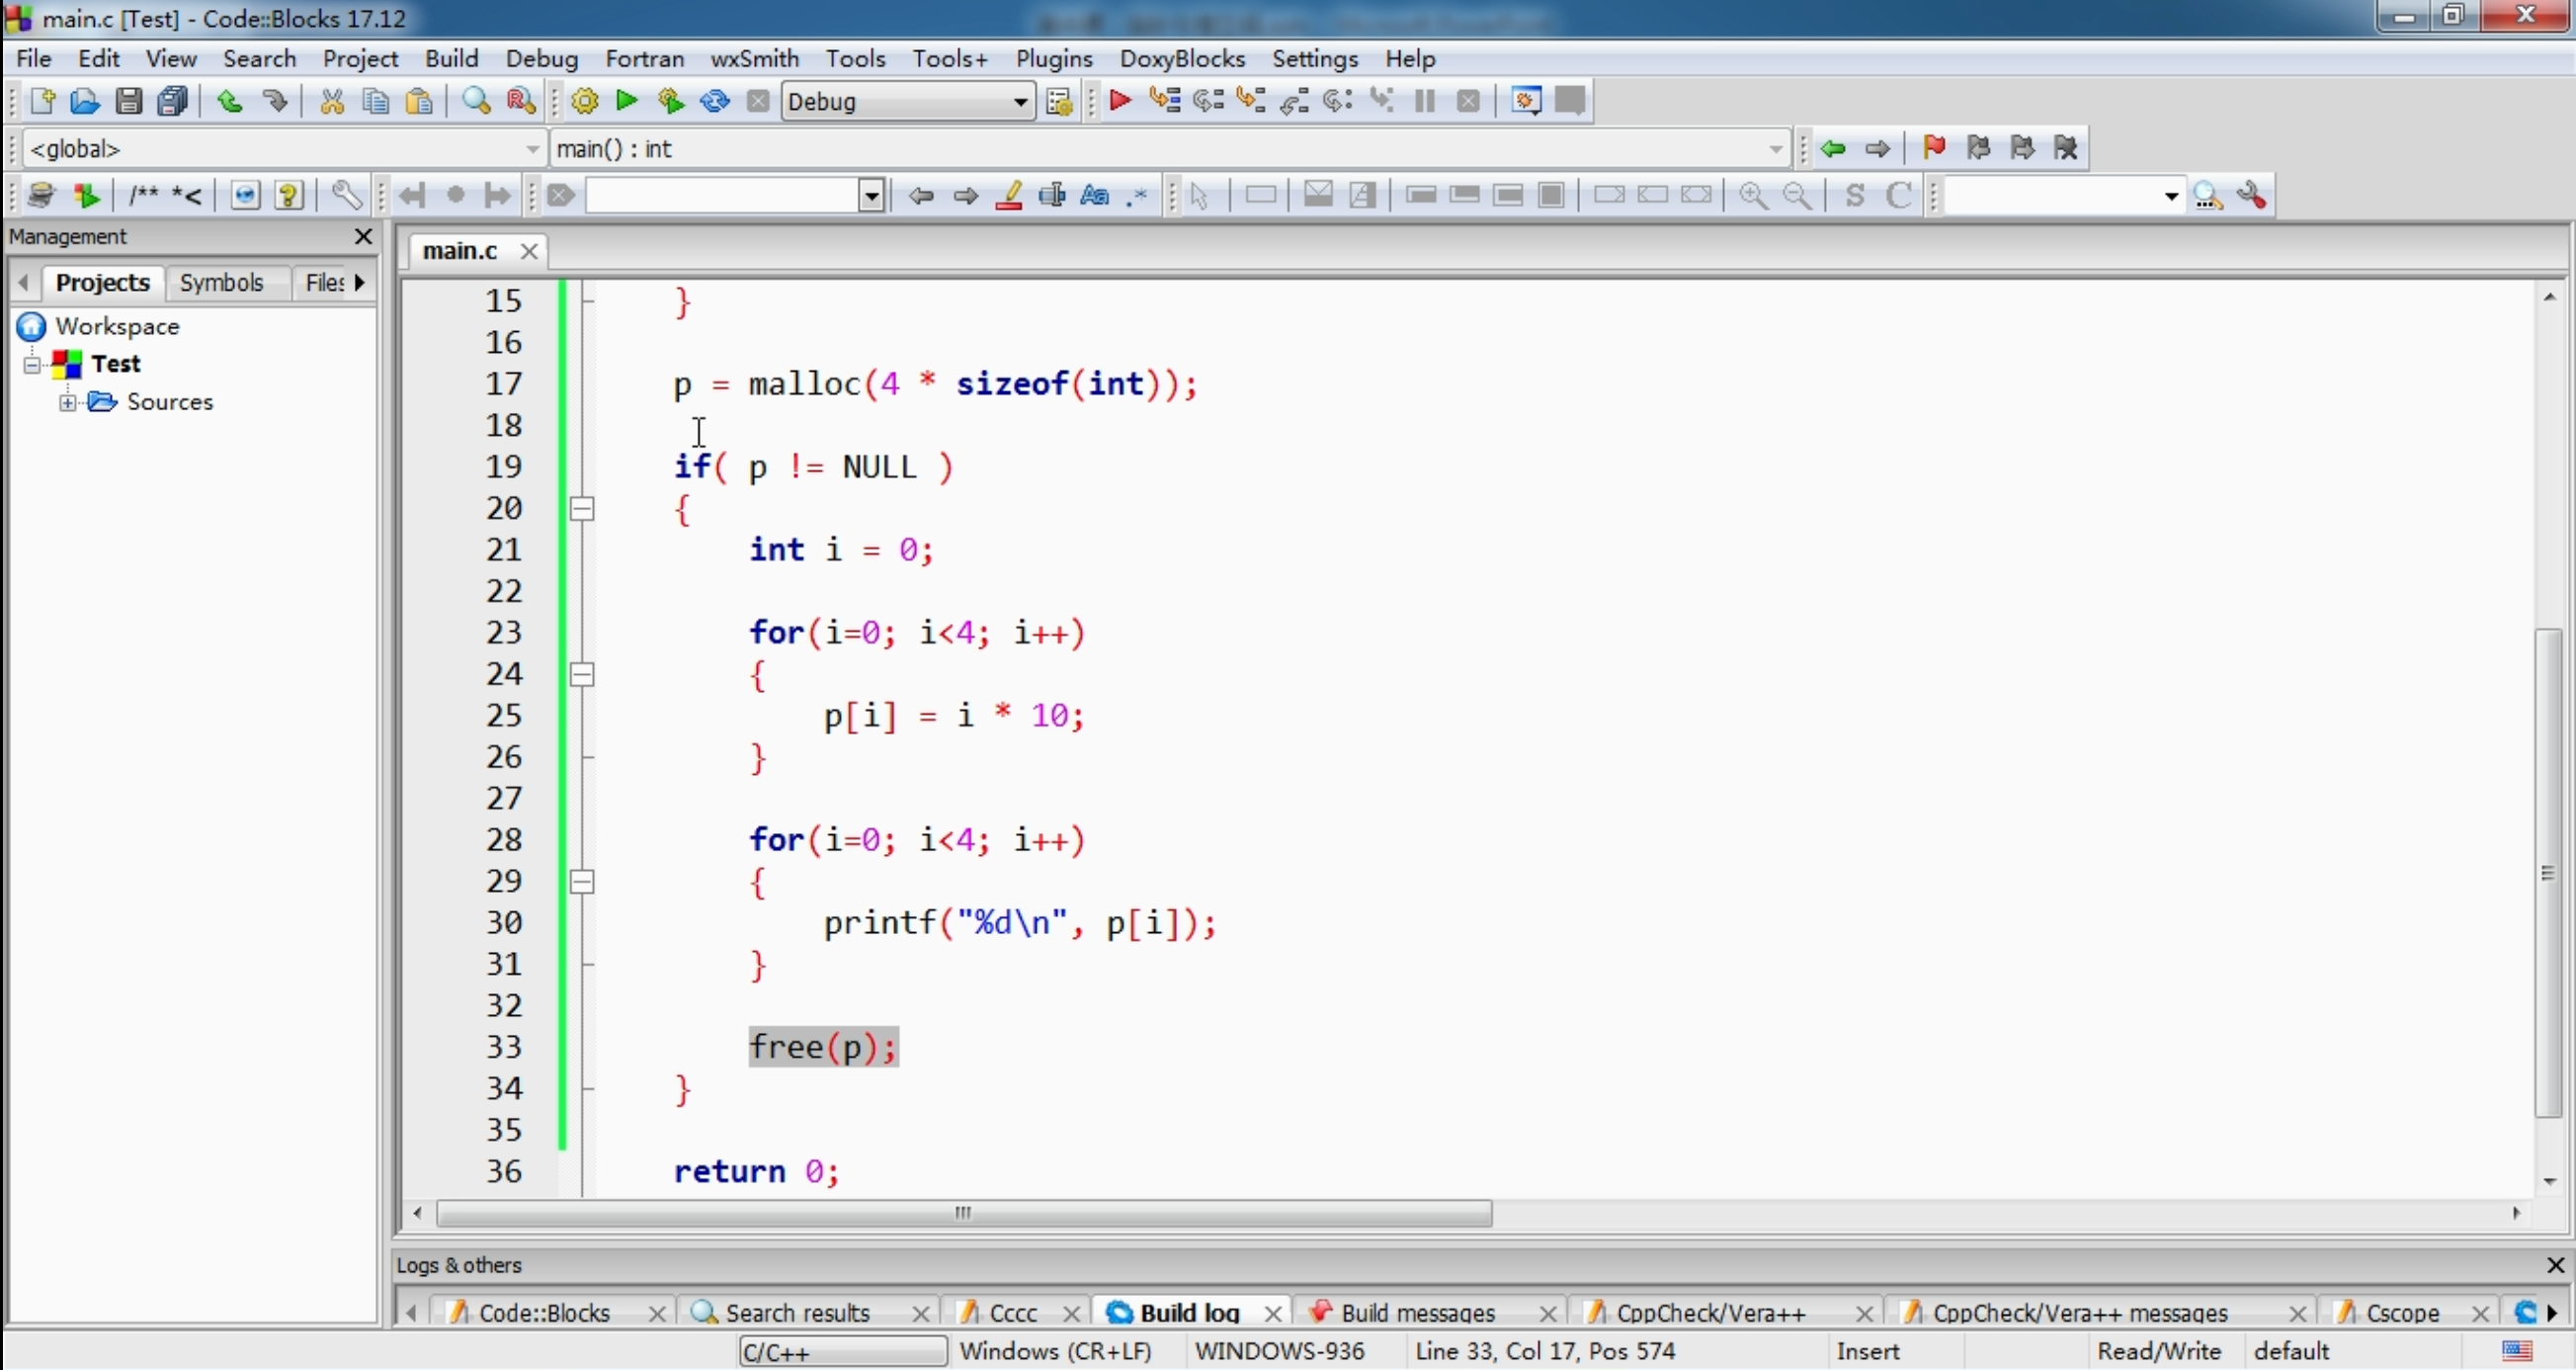 main.c [Test] - Code::Blocks 17.12
File Edit View Search Project Build Debug Fortran wxSmith Tools Tools+ Plugins DoxyBlocks Settings Help
Debug
<global> main() : int
/** *< Aa .* S C
Management
main.c
Projects Symbols Files
Workspace
Test
Sources
15 }
16
17 p = malloc(4 * sizeof(int));
18
19 if( p != NULL )
20 {
21 int i = 0;
22
23 for(i=0; i<4; i++)
24 {
25 p[i] = i * 10;
26 }
27
28 for(i=0; i<4; i++)
29 {
30 printf("%d\n", p[i]);
31 }
32
33 free(p);
34 }
35
36 return 0;
Logs & others
Code::Blocks Search results Cccc Build log Build messages CppCheck/Vera++ CppCheck/Vera++ messages Cscope
C/C++ Windows (CR+LF) WINDOWS-936 Line 33, Col 17, Pos 574 Insert Read/Write default